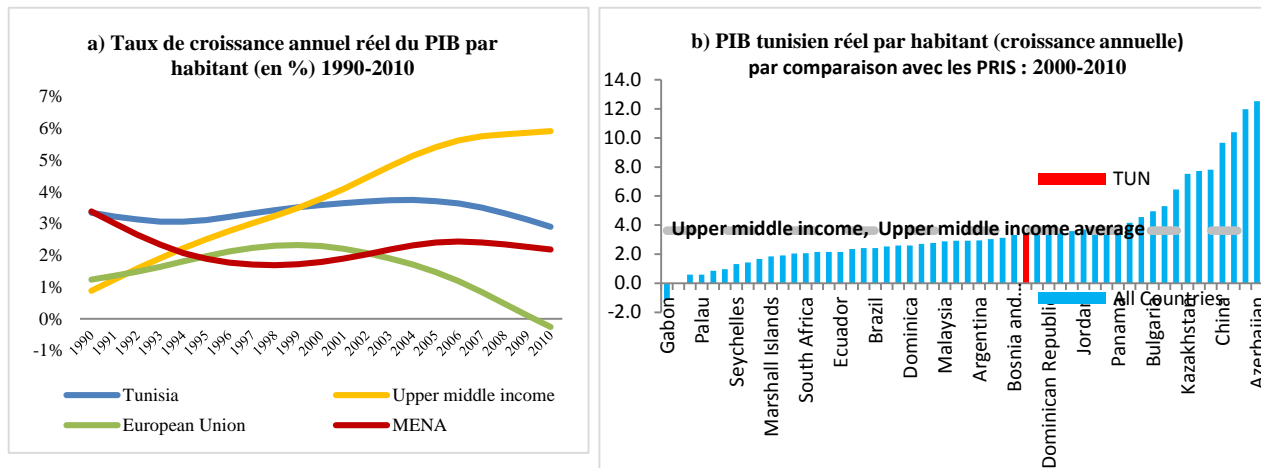 a) Taux de croissance annuel réel du PIB par
habitant (en %) 1990-2010
7%
6%
5%
4%
3%
2%
1%
0%
-1%
1990
1991
1992
1993
1994
1995
1996
1997
1998
1999
2000
2001
2002
2003
2004
2005
2006
2007
2008
2009
2010
Tunisia
Upper middle income
European Union
MENA
b) PIB tunisien réel par habitant (croissance annuelle)
par comparaison avec les PRIS : 2000-2010
14.0
12.0
10.0
8.0
6.0
4.0
2.0
0.0
-2.0
TUN
Upper middle income, Upper middle income average
All Countries
Gabon
Palau
Seychelles
Marshall Islands
South Africa
Ecuador
Brazil
Dominica
Malaysia
Argentina
Bosnia and…
Dominican Republic
Jordan
Panama
Bulgaria
Kazakhstan
China
Azerbaijan